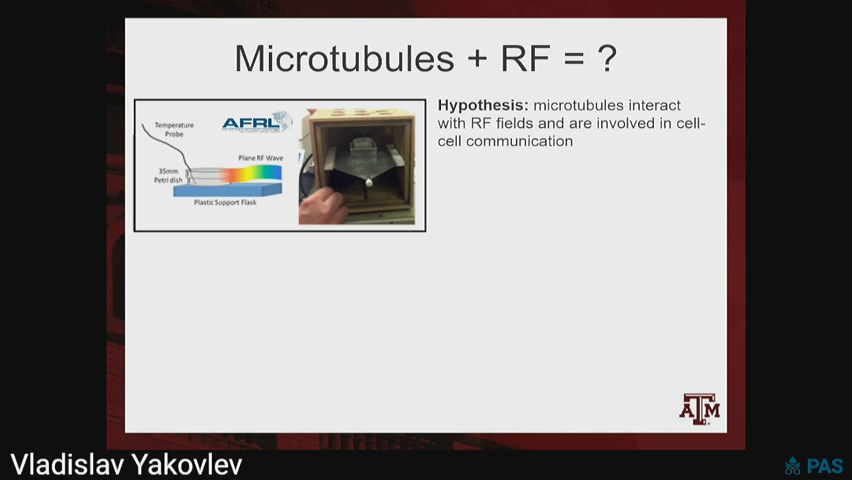 Microtubules + RF = ?
AFRL
Temperature
Probe
Plane RF Wave
35mm
Petri dish
Plastic Support Flask
Hypothesis: microtubules interact
with RF fields and are involved in cell-
cell communication
ATM
Vladislav Yakovlev
PAS